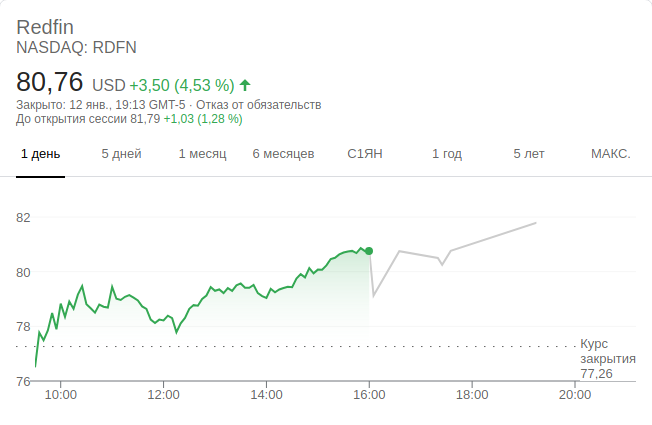 Redfin
NASDAQ: RDFN
80,76 USD +3,50 (4,53 %)
Закрыто: 12 янв., 19:13 GMT-5 · Отказ от обязательств
До открытия сессии 81,79 +1,03 (1,28 %)
1 день 5 дней 1 месяц 6 месяцев С1ЯН 1 год 5 лет МАКС.
82
80
78
76
Курс
закрытия
77,26
10:00 12:00 14:00 16:00 18:00 20:00